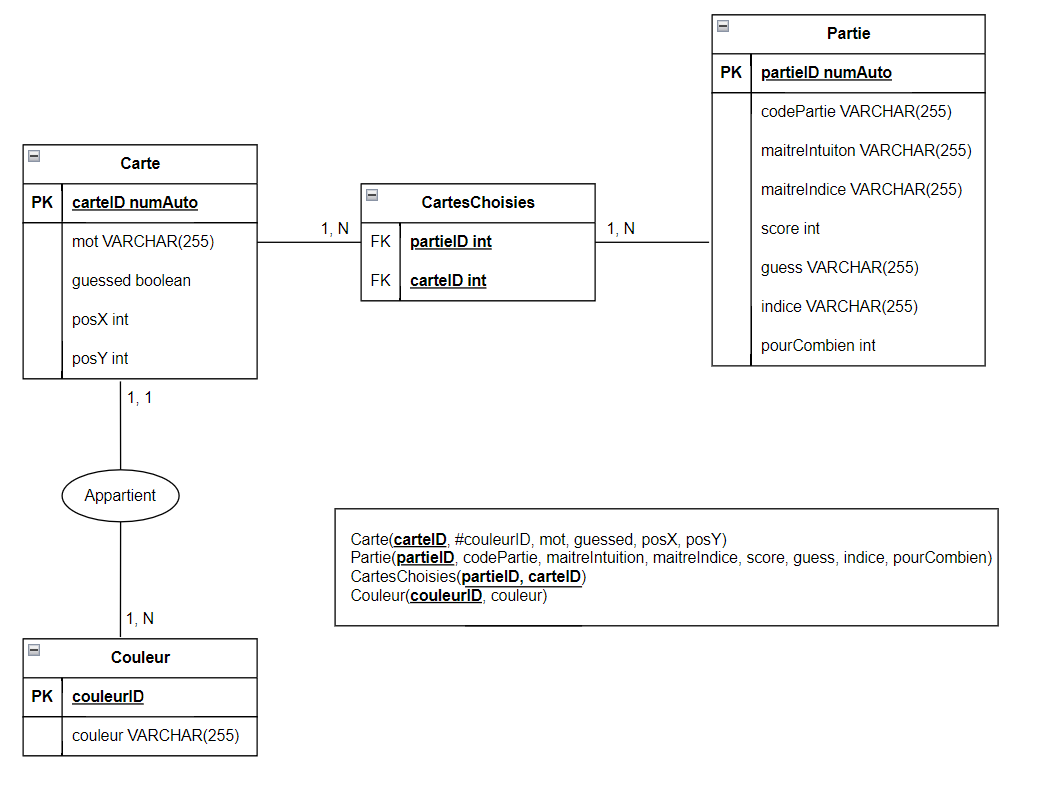 Partie
PK partieID numAuto
codePartie VARCHAR(255)
maitreIntuiton VARCHAR(255)
maitreIndice VARCHAR(255)
score int
guess VARCHAR(255)
indice VARCHAR(255)
pourCombien int
Carte
PK carteID numAuto
mot VARCHAR(255)
guessed boolean
posX int
posY int
1, N
CartesChoisies
FK partieID int
FK carteID int
1, N
1, 1
Appartient
1, N
Couleur
PK couleurID
couleur VARCHAR(255)
Carte(carteID, #couleurID, mot, guessed, posX, posY)
Partie(partieID, codePartie, maitreIntuition, maitreIndice, score, guess, indice, pourCombien)
CartesChoisies(partieID, carteID)
Couleur(couleurID, couleur)